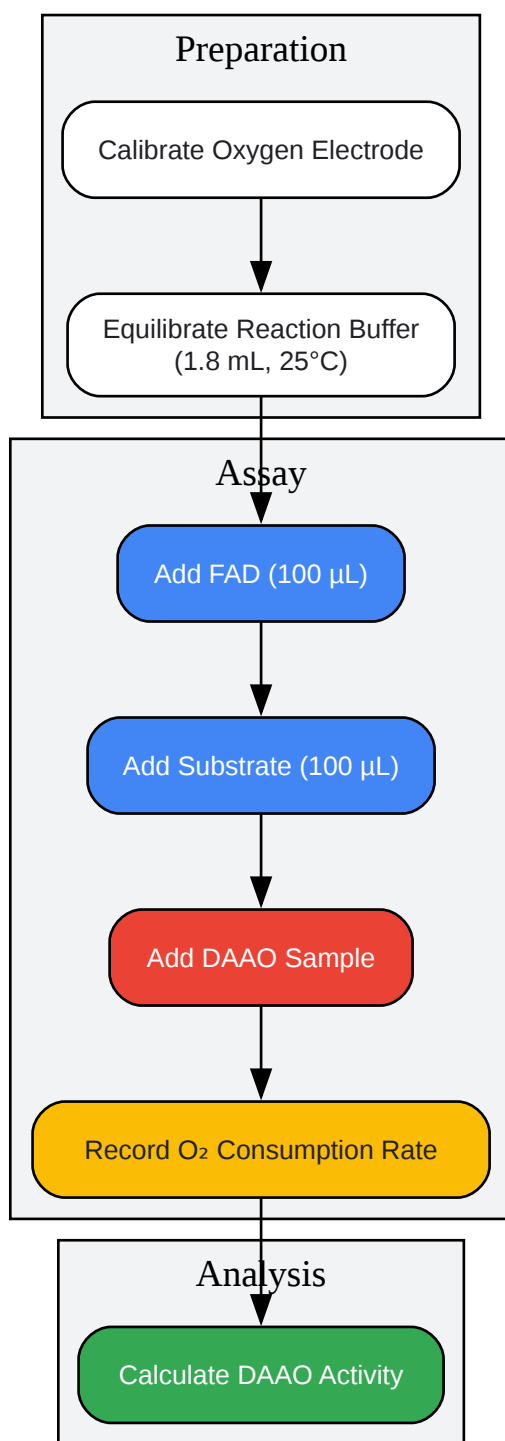 Preparation
Calibrate Oxygen Electrode
Equilibrate Reaction Buffer
(1.8 mL, 25°C)
Assay
Add FAD (100 µL)
Add Substrate (100 µL)
Add DAAO Sample
Record O₂ Consumption Rate
Analysis
Calculate DAAO Activity